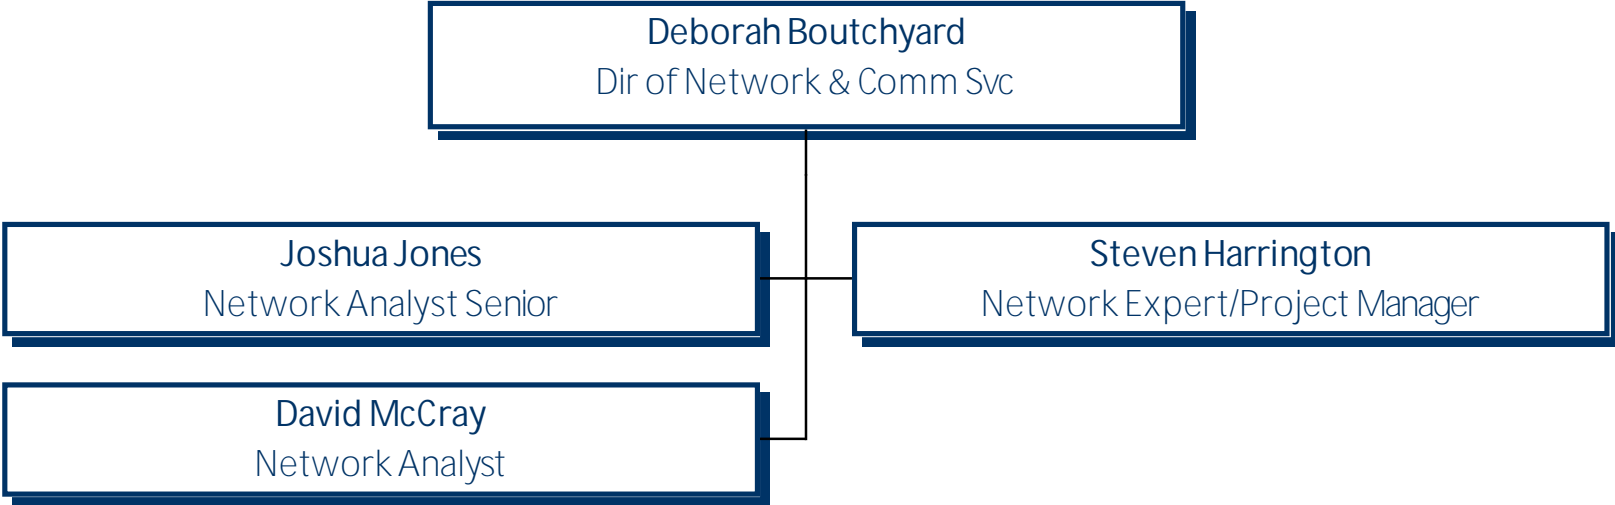 Deborah Boutchyard
Dir of Network & Comm Svc
Joshua Jones
Network Analyst Senior
Steven Harrington
Network Expert/Project Manager
David McCray
Network Analyst